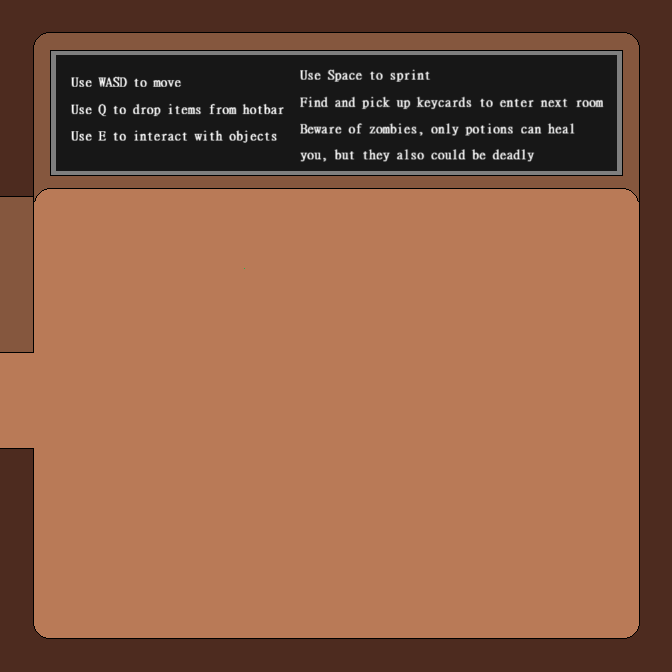 Use WASD to move
Use Q to drop items from hotbar
Use E to interact with objects
Use Space to sprint
Find and pick up keycards to enter next room
Beware of zombies, only potions can heal
you, but they also could be deadly